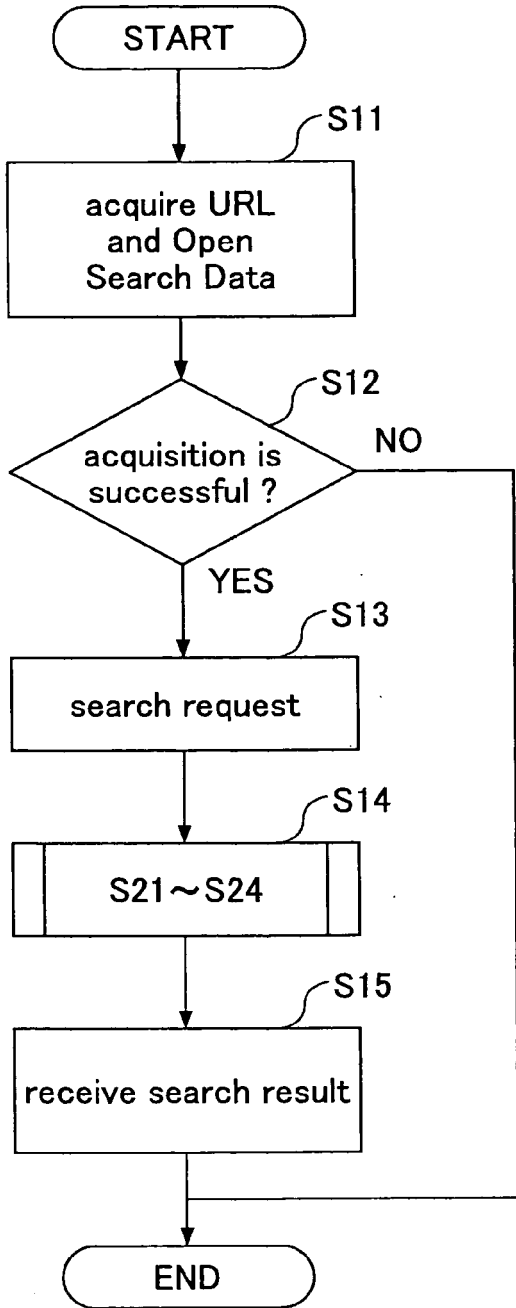 START
S11
acquire URL
and Open
Search Data
S12
acquisition is
successful ?
NO
YES
S13
search request
S14
S21～S24
S15
receive search result
END